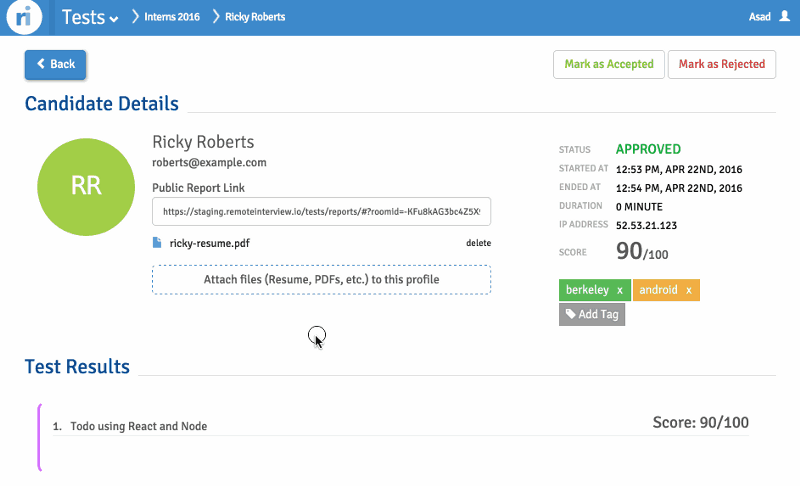 ri Tests Interns 2016 Ricky Roberts Asad
Back Mark as Accepted Mark as Rejected
Candidate Details
RR
Ricky Roberts
roberts@example.com
Public Report Link
https://staging.remoteinterview.io/tests/reports/#?roomId=-KFu8kAG3bc4Z5X
ricky-resume.pdf delete
Attach files (Resume, PDFs, etc.) to this profile
STATUS APPROVED
STARTED AT 12:53 PM, APR 22ND, 2016
ENDED AT 12:54 PM, APR 22ND, 2016
DURATION 0 MINUTE
IP ADDRESS 52.53.21.123
SCORE 90/100
berkeley x android x
Add Tag
Test Results
1. Todo using React and Node Score: 90/100